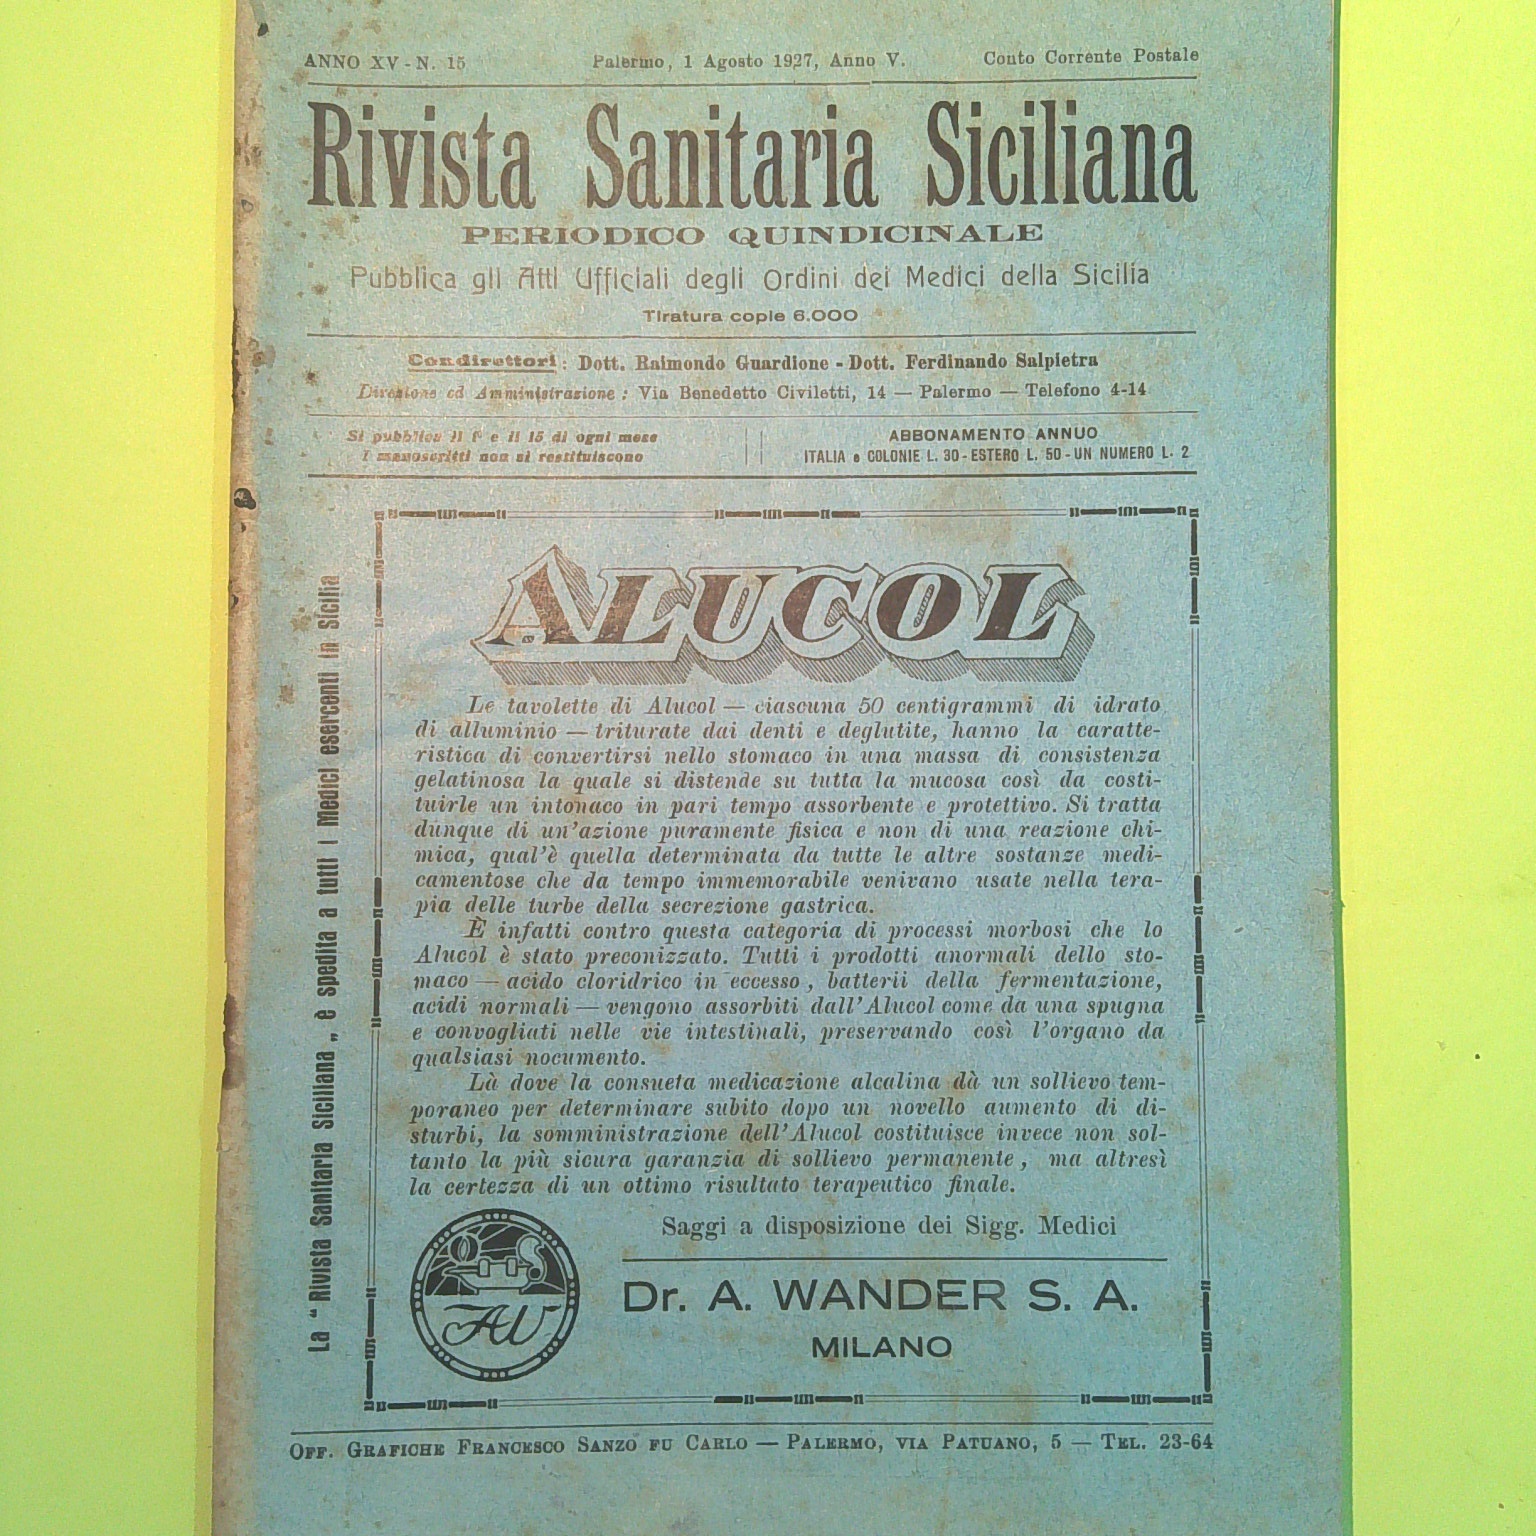 ANNO XV - N. 15 Palermo, 1 Agosto 1927, Anno V. Conto Corrente Postale
Rivista Sanitaria Siciliana
PERIODICO QUINDICINALE
Pubblica gli Atti Ufficiali degli Ordini dei Medici della Sicilia
Tiratura copie 6.000
Condirettori: Dott. Raimondo Guardione - Dott. Ferdinando Salpietra
Direzione ed Amministrazione: Via Benedetto Civiletti, 14 — Palermo — Telefono 4-14
Si pubblica il 1° e il 15 di ogni mese
I manoscritti non si restituiscono
ABBONAMENTO ANNUO
ITALIA e COLONIE L. 30 - ESTERO L. 50 - UN NUMERO L. 2
La " Rivista Sanitaria Siciliana „ è spedita a tutti i Medici esercenti in Sicilia
ALUCOL
Le tavolette di Alucol — ciascuna 50 centigrammi di idrato
di alluminio — triturate dai denti e deglutite, hanno la caratte-
ristica di convertirsi nello stomaco in una massa di consistenza
gelatinosa la quale si distende su tutta la mucosa così da costi-
tuirle un intonaco in pari tempo assorbente e protettivo. Si tratta
dunque di un'azione puramente fisica e non di una reazione chi-
mica, qual'è quella determinata da tutte le altre sostanze medi-
camentose che da tempo immemorabile venivano usate nella tera-
pia delle turbe della secrezione gastrica.
È infatti contro questa categoria di processi morbosi che lo
Alucol è stato preconizzato. Tutti i prodotti anormali dello sto-
maco — acido cloridrico in eccesso, batterii della fermentazione,
acidi normali — vengono assorbiti dall'Alucol come da una spugna
e convogliati nelle vie intestinali, preservando così l'organo da
qualsiasi nocumento.
Là dove la consueta medicazione alcalina dà un sollievo tem-
poraneo per determinare subito dopo un novello aumento di di-
sturbi, la somministrazione dell'Alucol costituisce invece non sol-
tanto la più sicura garanzia di sollievo permanente, ma altresì
la certezza di un ottimo risultato terapeutico finale.
Saggi a disposizione dei Sigg. Medici
AW
Dr. A. WANDER S. A.
MILANO
OFF. GRAFICHE FRANCESCO SANZO FU CARLO — PALERMO, VIA PATUANO, 5 — TEL. 23-64